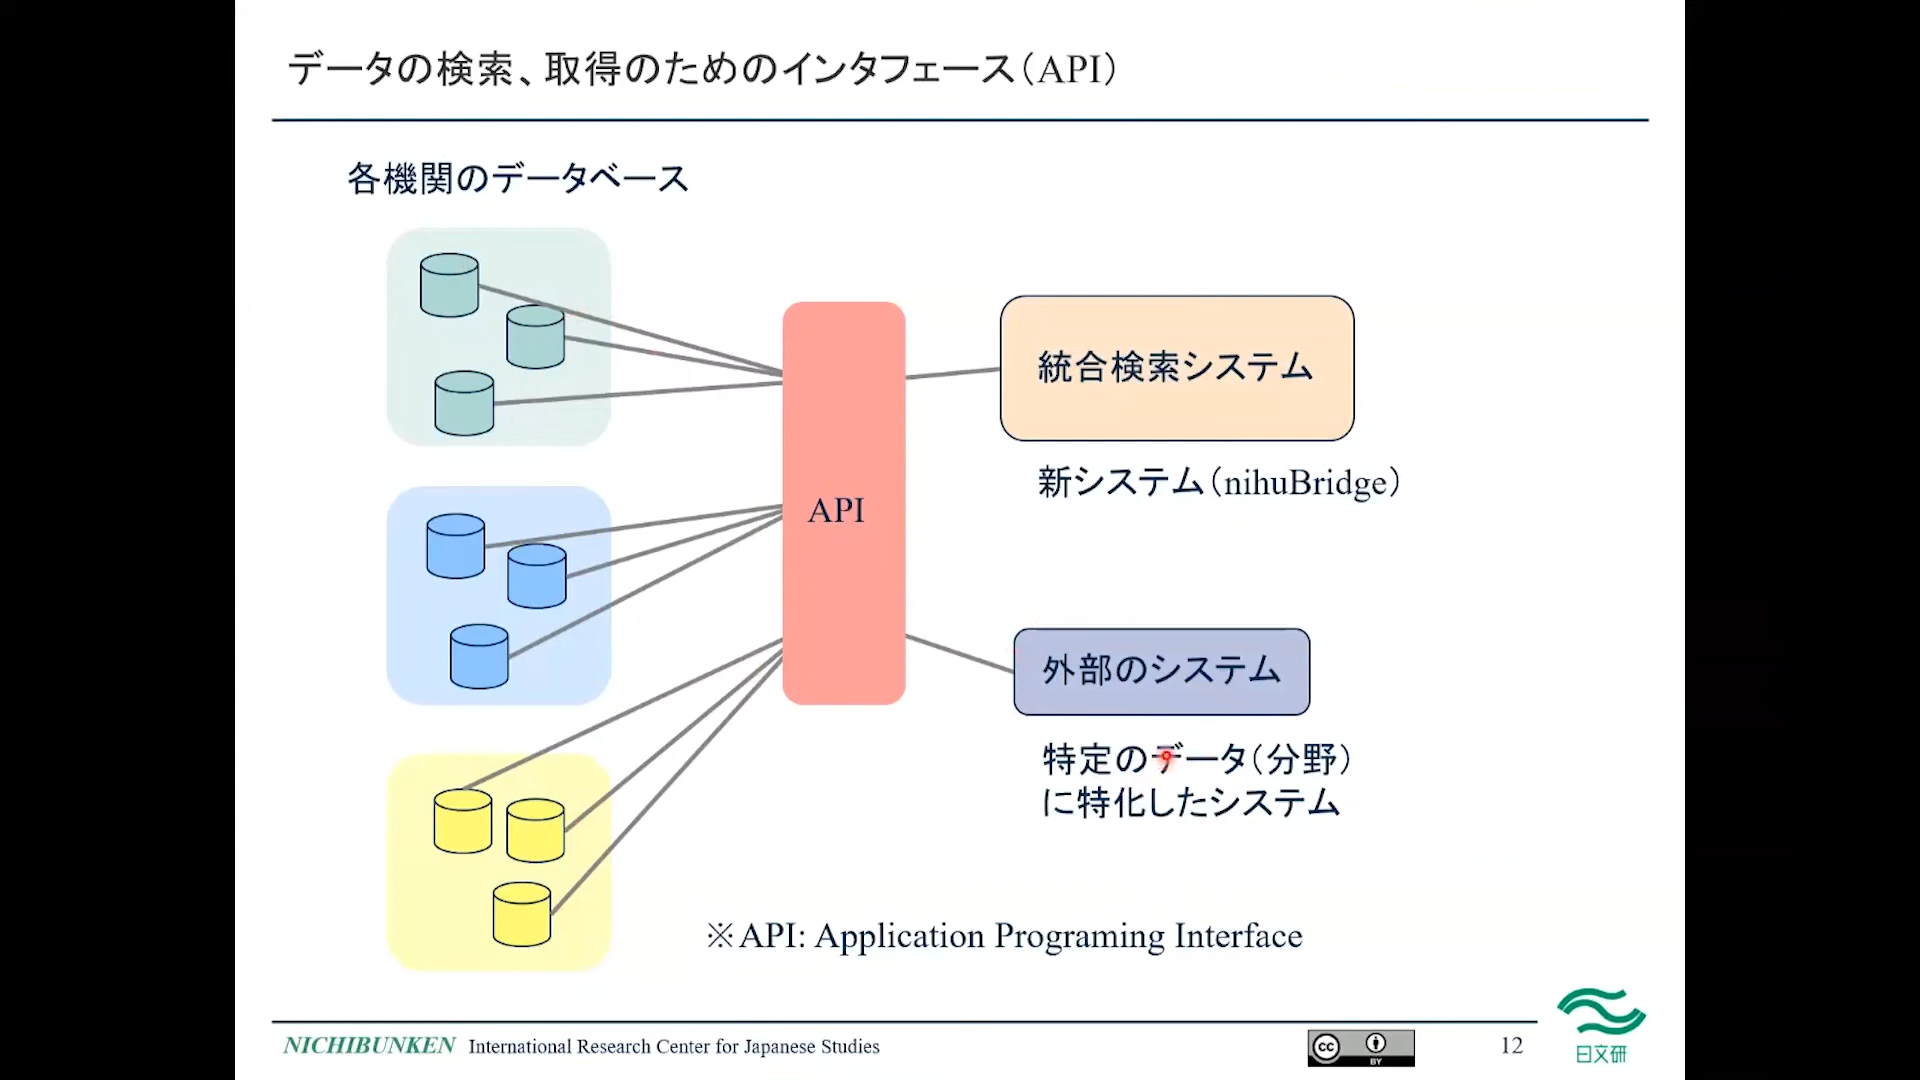 データの検索、取得のためのインタフェース（API）
各機関のデータベース
API
統合検索システム
新システム（nihuBridge）
外部のシステム
特定のデータ（分野）
に特化したシステム
※API: Application Programing Interface
NICHIBUNKEN International Research Center for Japanese Studies
cc BY
12
日文研